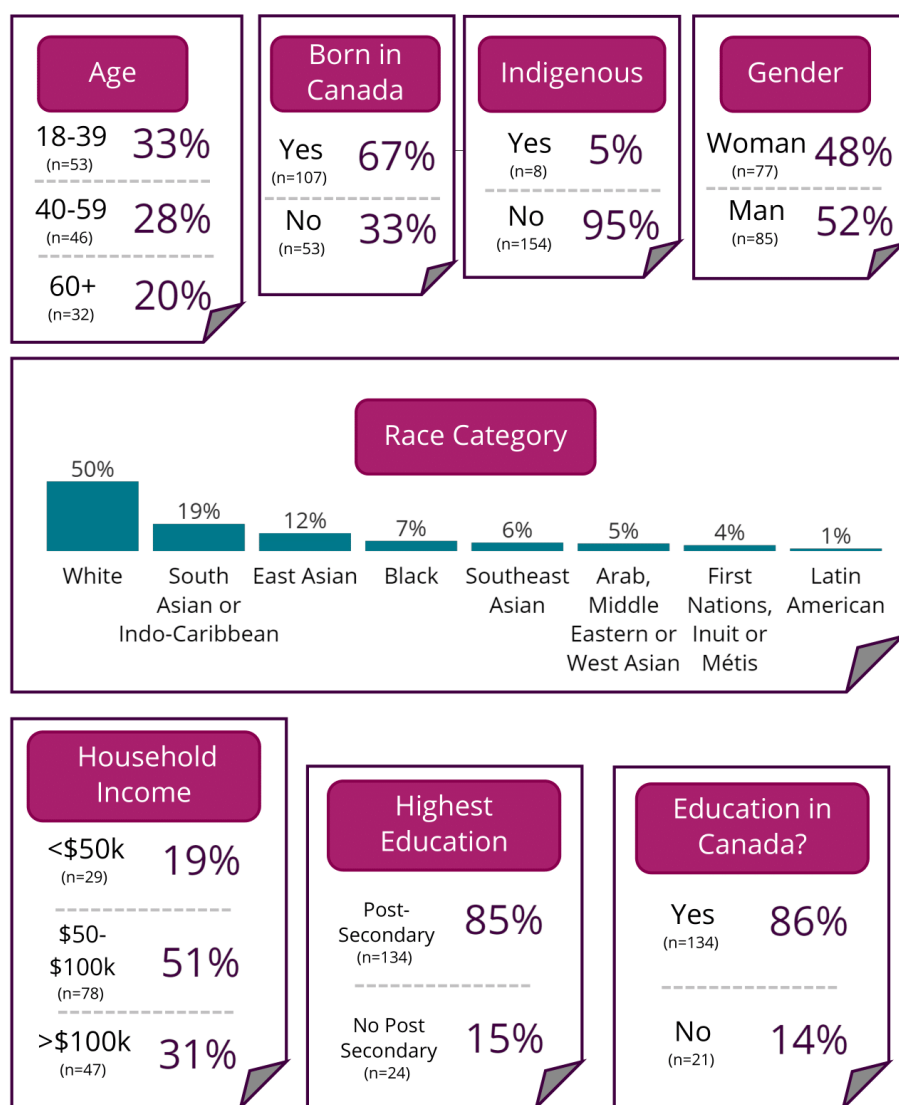 Age
18-39
(n=53)
33%
40-59
(n=46)
28%
60+
(n=32)
20%
Born in
Canada
Yes
(n=107)
67%
No
(n=53)
33%
Indigenous
Yes
(n=8)
5%
No
(n=154)
95%
Gender
Woman
(n=77)
48%
Man
(n=85)
52%
Race Category
50%
19%
12%
7%
6%
5%
4%
1%
White
South
Asian or
Indo-Caribbean
East Asian
Black
Southeast
Asian
Arab,
Middle
Eastern or
West Asian
First
Nations,
Inuit or
Métis
Latin
American
Household
Income
<$50k
(n=29)
19%
$50-
$100k
(n=78)
51%
>$100k
(n=47)
31%
Highest
Education
Post-
Secondary
(n=134)
85%
No Post
Secondary
(n=24)
15%
Education in
Canada?
Yes
(n=134)
86%
No
(n=21)
14%